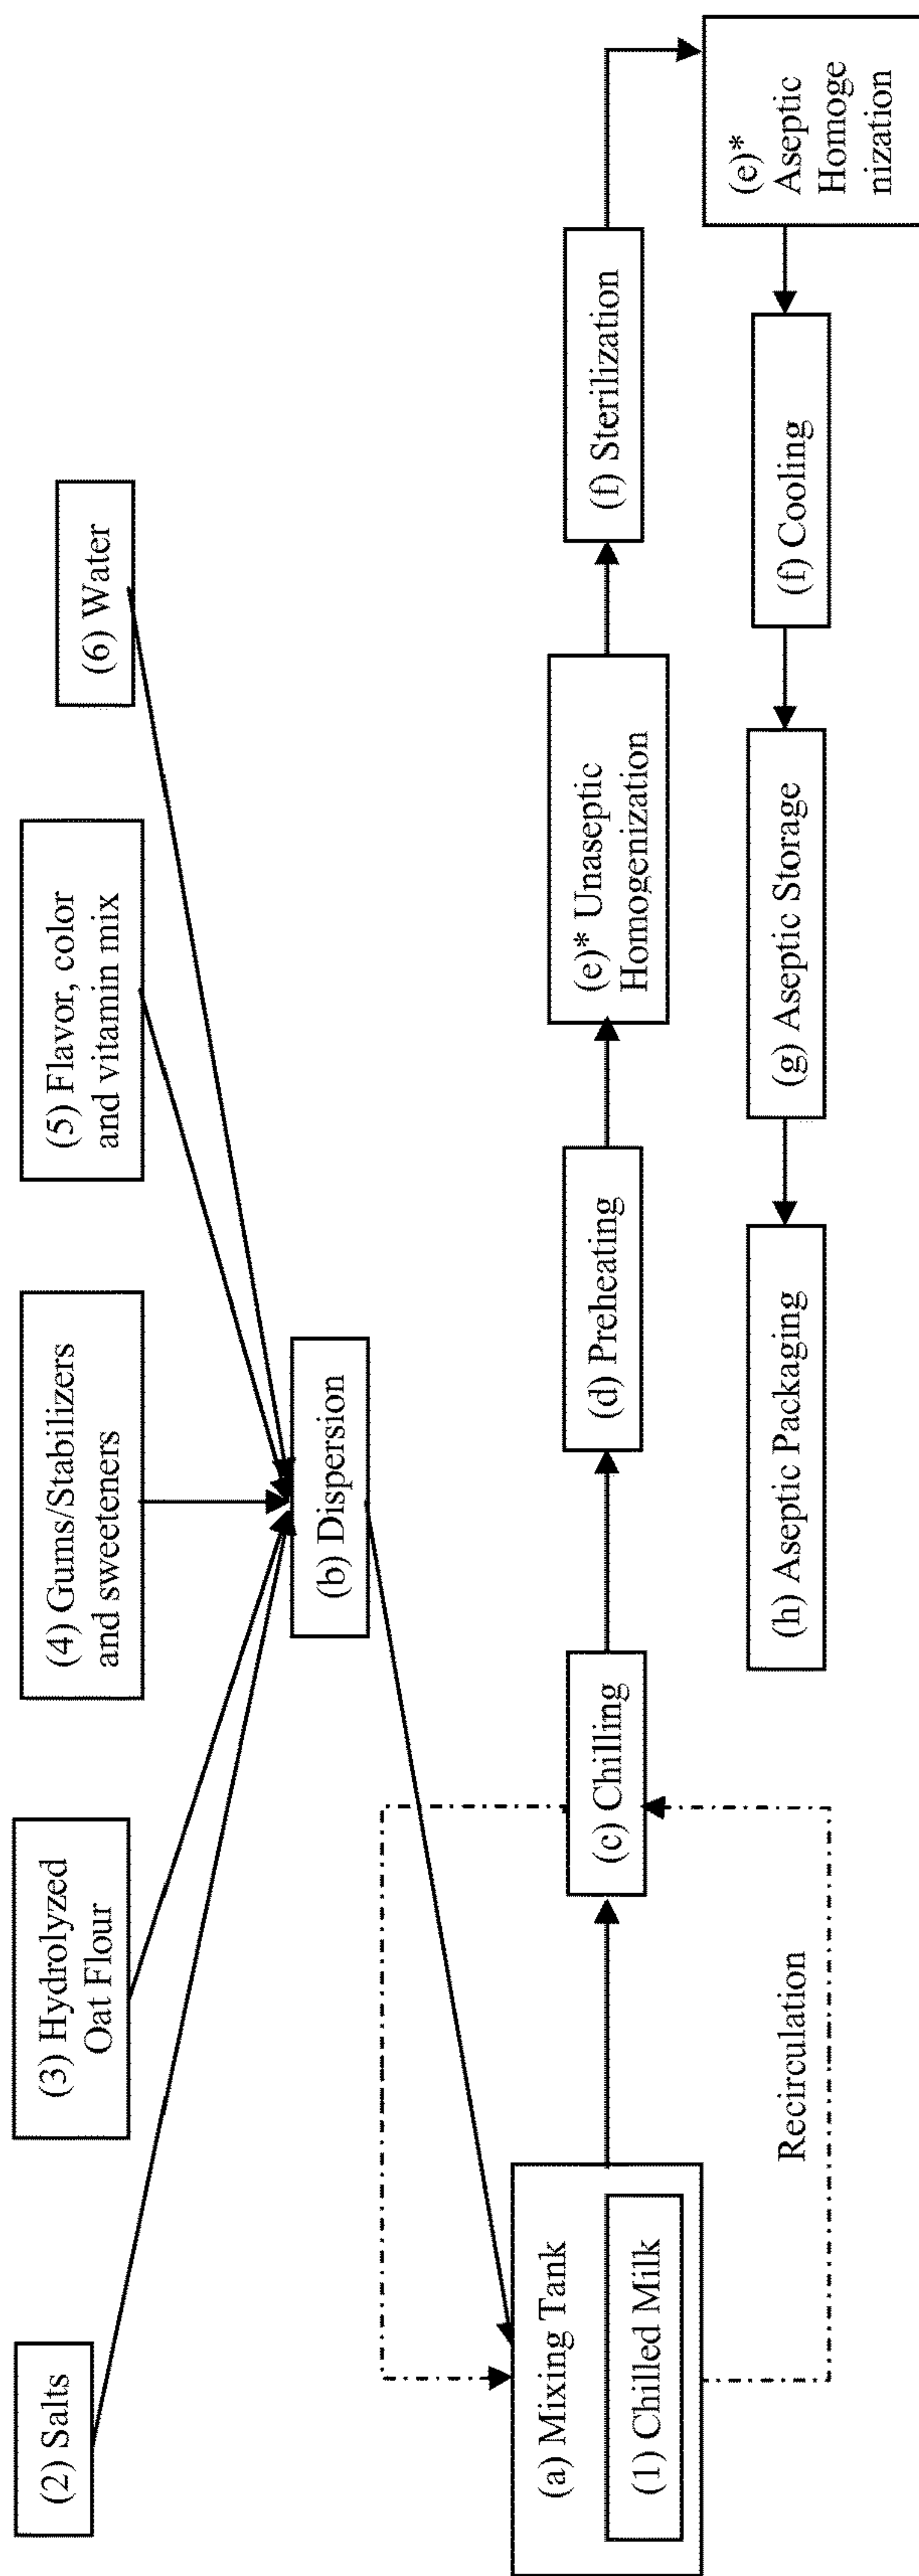 (2) Salts
(3) Hydrolyzed
Oat Flour
(4) Gums/Stabilizers
and sweeteners
(5) Flavor, color
and vitamin mix
(6) Water
(b) Dispersion
(a) Mixing Tank
(1) Chilled Milk
Recirculation
(c) Chilling
(d) Preheating
(e)* Unaseptic
Homogenization
(f) Sterilization
(e)*
Aseptic
Homoge
nization
(f) Cooling
(g) Aseptic Storage
(h) Aseptic Packaging